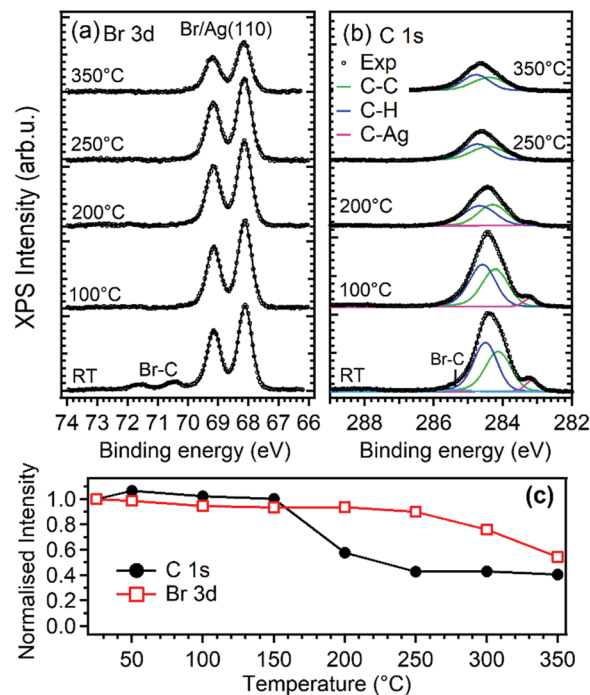 (a) Br 3d
Br/Ag(110)
350°C
250°C
200°C
100°C
RT
Br-C
74 73 72 71 70 69 68 67 66
Binding energy (eV)
XPS Intensity (arb.u.)
(b) C 1s
Exp
C-C
C-H
C-Ag
350°C
250°C
200°C
100°C
Br-C
RT
288 286 284 282
Binding energy (eV)
(c)
Normalised Intensity
1.0
0.8
0.6
0.4
0.2
0.0
C 1s
Br 3d
50 100 150 200 250 300 350
Temperature (°C)